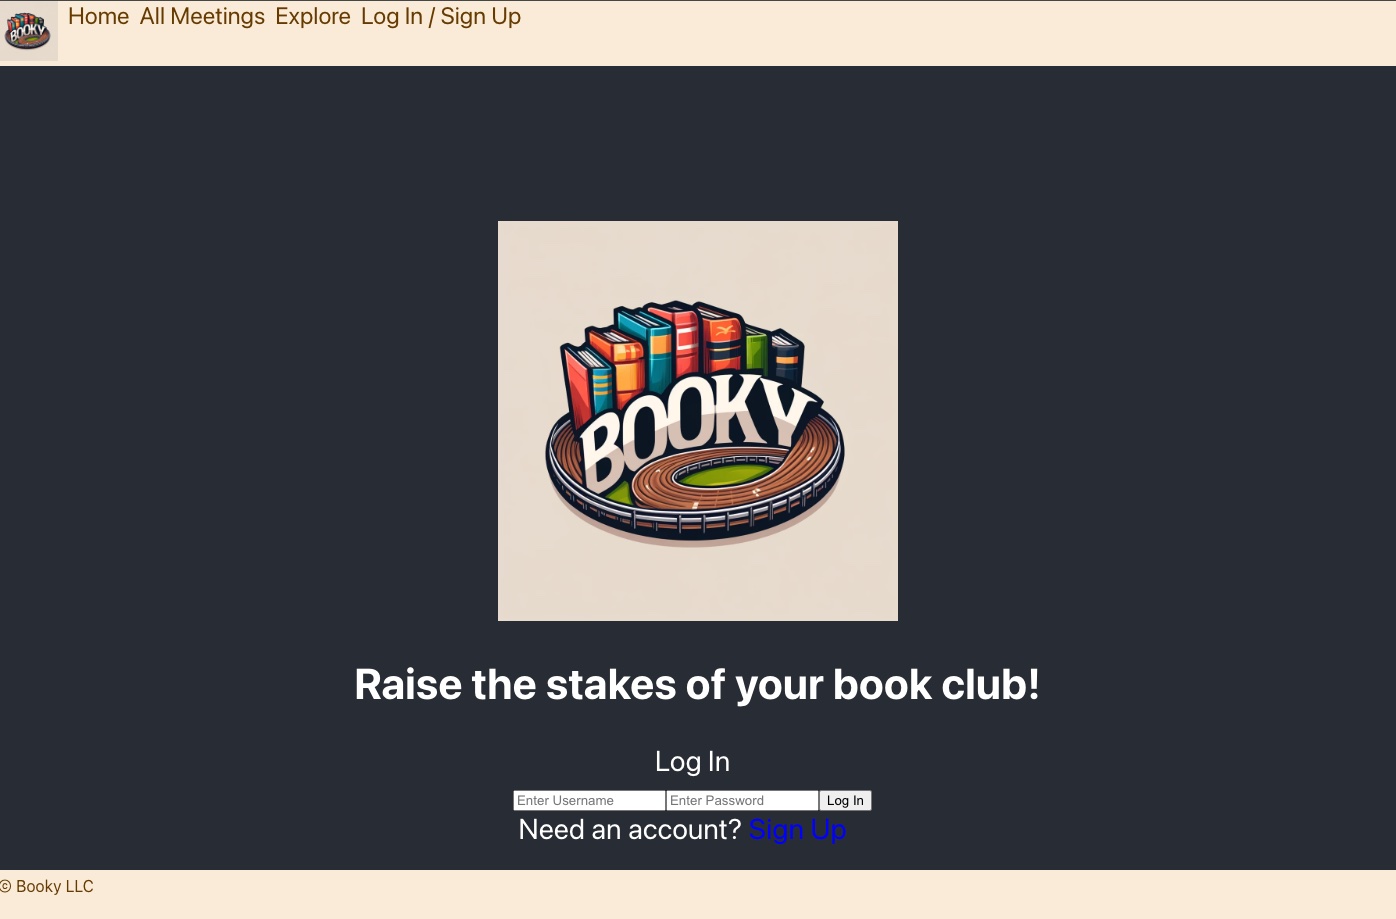 BOOKY
Home All Meetings Explore Log In / Sign Up
BOOKY
Raise the stakes of your book club!
Log In
Enter Username Enter Password Log In
Need an account? Sign Up
© Booky LLC